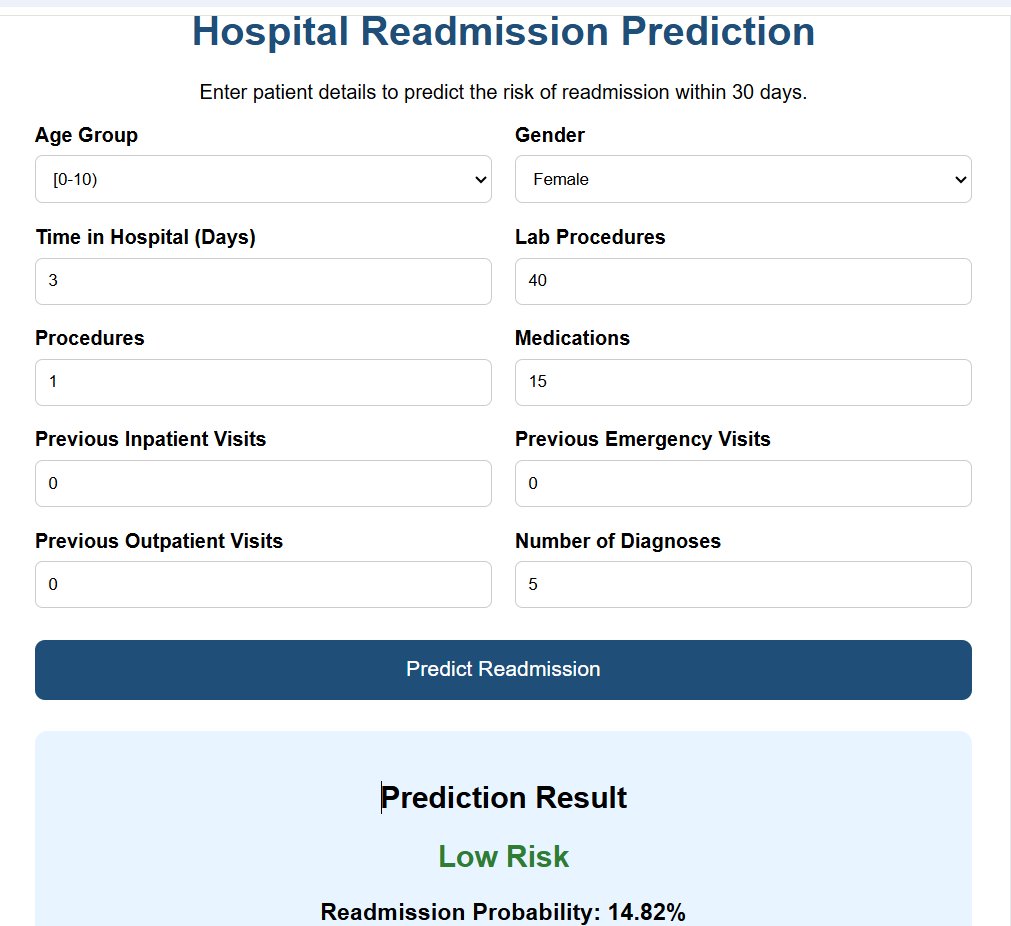 Hospital Readmission Prediction
Enter patient details to predict the risk of readmission within 30 days.
Age Group
Gender
[0-10)
Female
Time in Hospital (Days)
Lab Procedures
3
40
Procedures
Medications
1
15
Previous Inpatient Visits
Previous Emergency Visits
0
0
Previous Outpatient Visits
Number of Diagnoses
0
5
Predict Readmission
Prediction Result
Low Risk
Readmission Probability: 14.82%